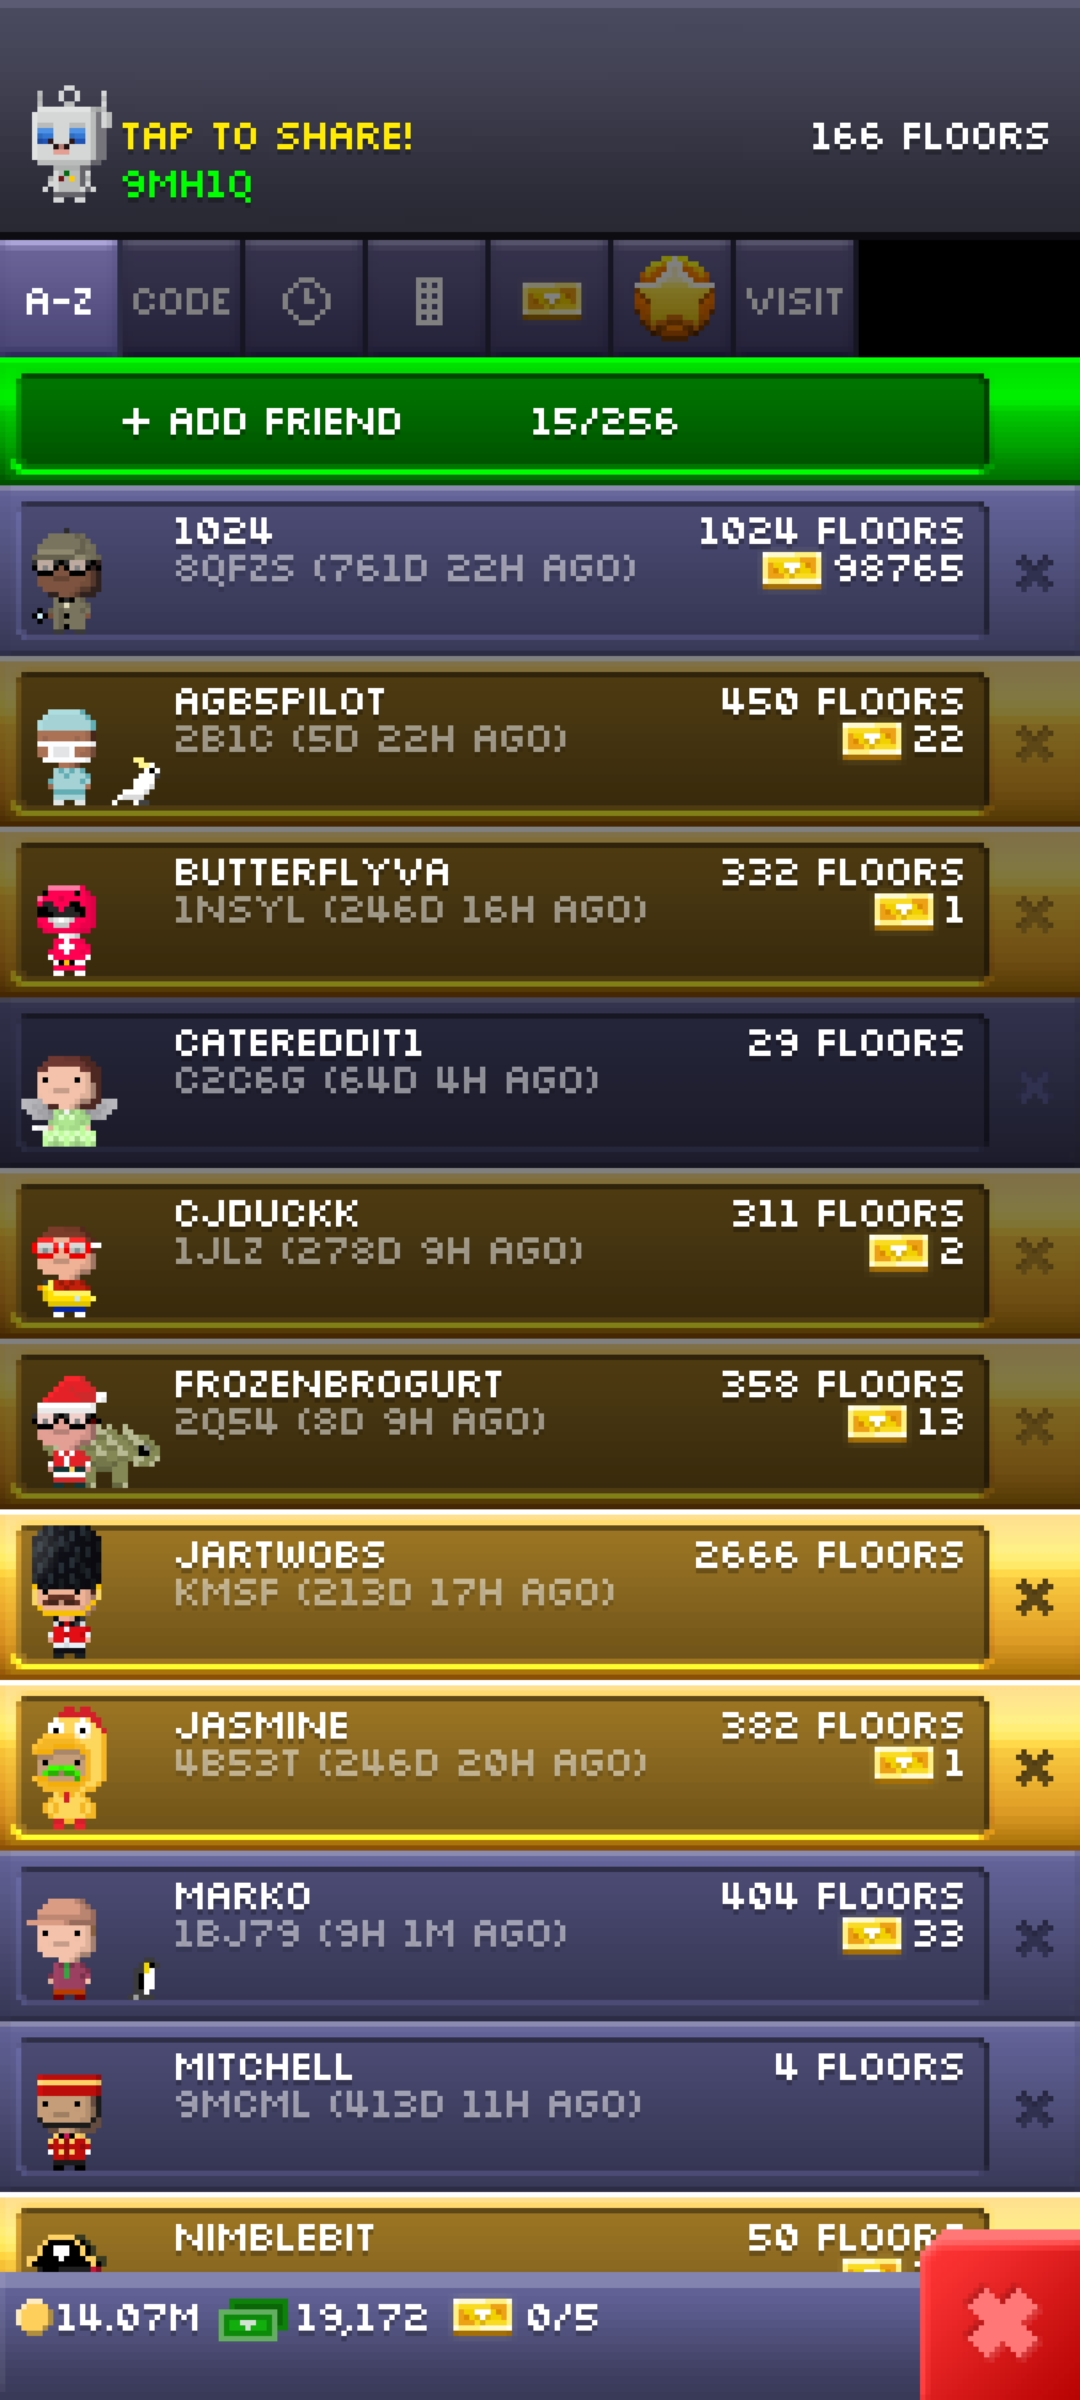 TAP TO SHARE!
166 FLOORS
9MH1Q
A-Z CODE VISIT
+ ADD FRIEND 15/256
1024 1024 FLOORS
8QFZS (761D 22H AGO) 98765
AGB5PILOT 450 FLOORS
2B1C (5D 22H AGO) 22
BUTTERFLYVA 332 FLOORS
1NSYL (246D 16H AGO) 1
CATEREDDIT1 29 FLOORS
C2C6G (64D 4H AGO)
CJDUCKK 311 FLOORS
1JLZ (278D 9H AGO) 2
FROZENBROGURT 358 FLOORS
2Q54 (8D 9H AGO) 13
JARTWOBS 2666 FLOORS
KMSF (213D 17H AGO)
JASMINE 382 FLOORS
4B53T (246D 20H AGO) 1
MARKO 404 FLOORS
1BJ79 (9H 1M AGO) 33
MITCHELL 4 FLOORS
9MCML (413D 11H AGO)
NIMBLEBIT 50 FLOORS
14.07M 19,172 0/5